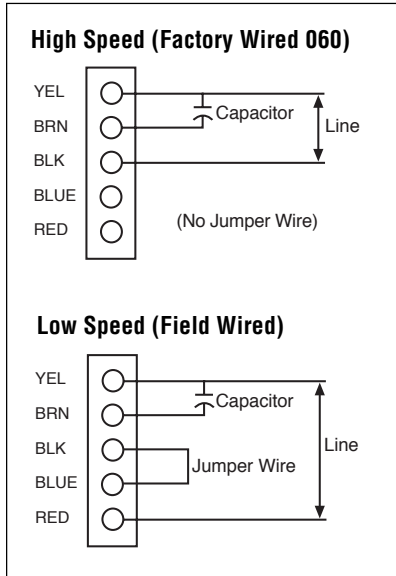 High Speed (Factory Wired 060)
YEL
BRN
BLK
BLUE
RED
Capacitor
Line
(No Jumper Wire)
Low Speed (Field Wired)
YEL
BRN
BLK
BLUE
RED
Capacitor
Jumper Wire
Line